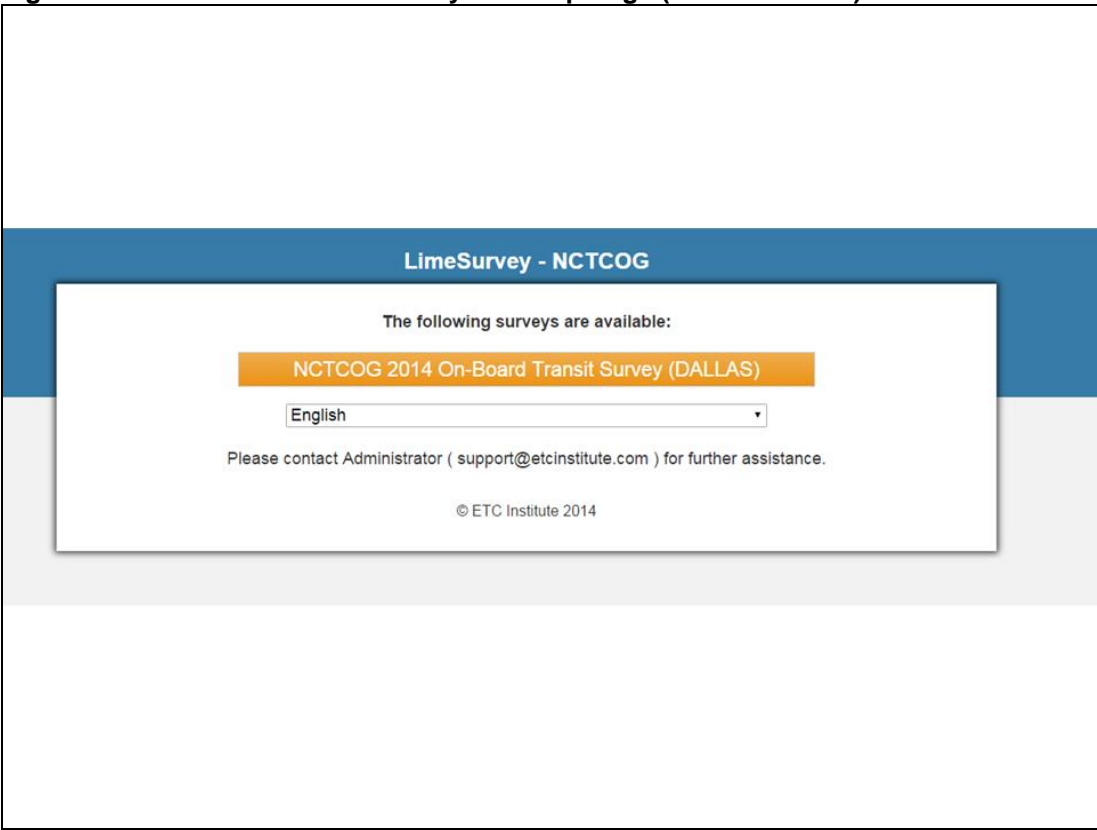 LimeSurvey - NCTCOG
The following surveys are available:
NCTCOG 2014 On-Board Transit Survey (DALLAS)
English
Please contact Administrator ( support@etcinstitute.com ) for further assistance.
© ETC Institute 2014